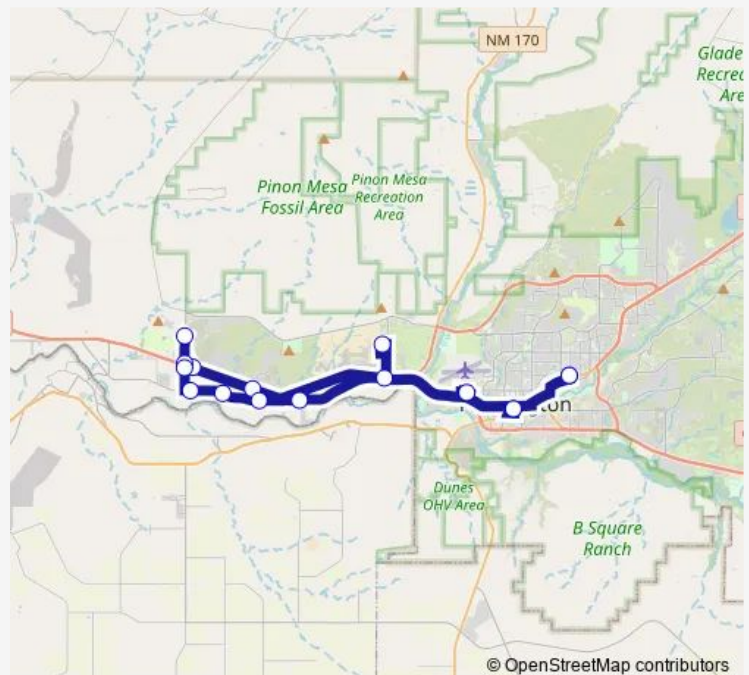 NM 170
Glade
Recrea
Are
Pinon Mesa
Fossil Area
Pinon Mesa
Recreation
Area
Dunes
OHV Area
B Square
Ranch
© OpenStreetMap contributors